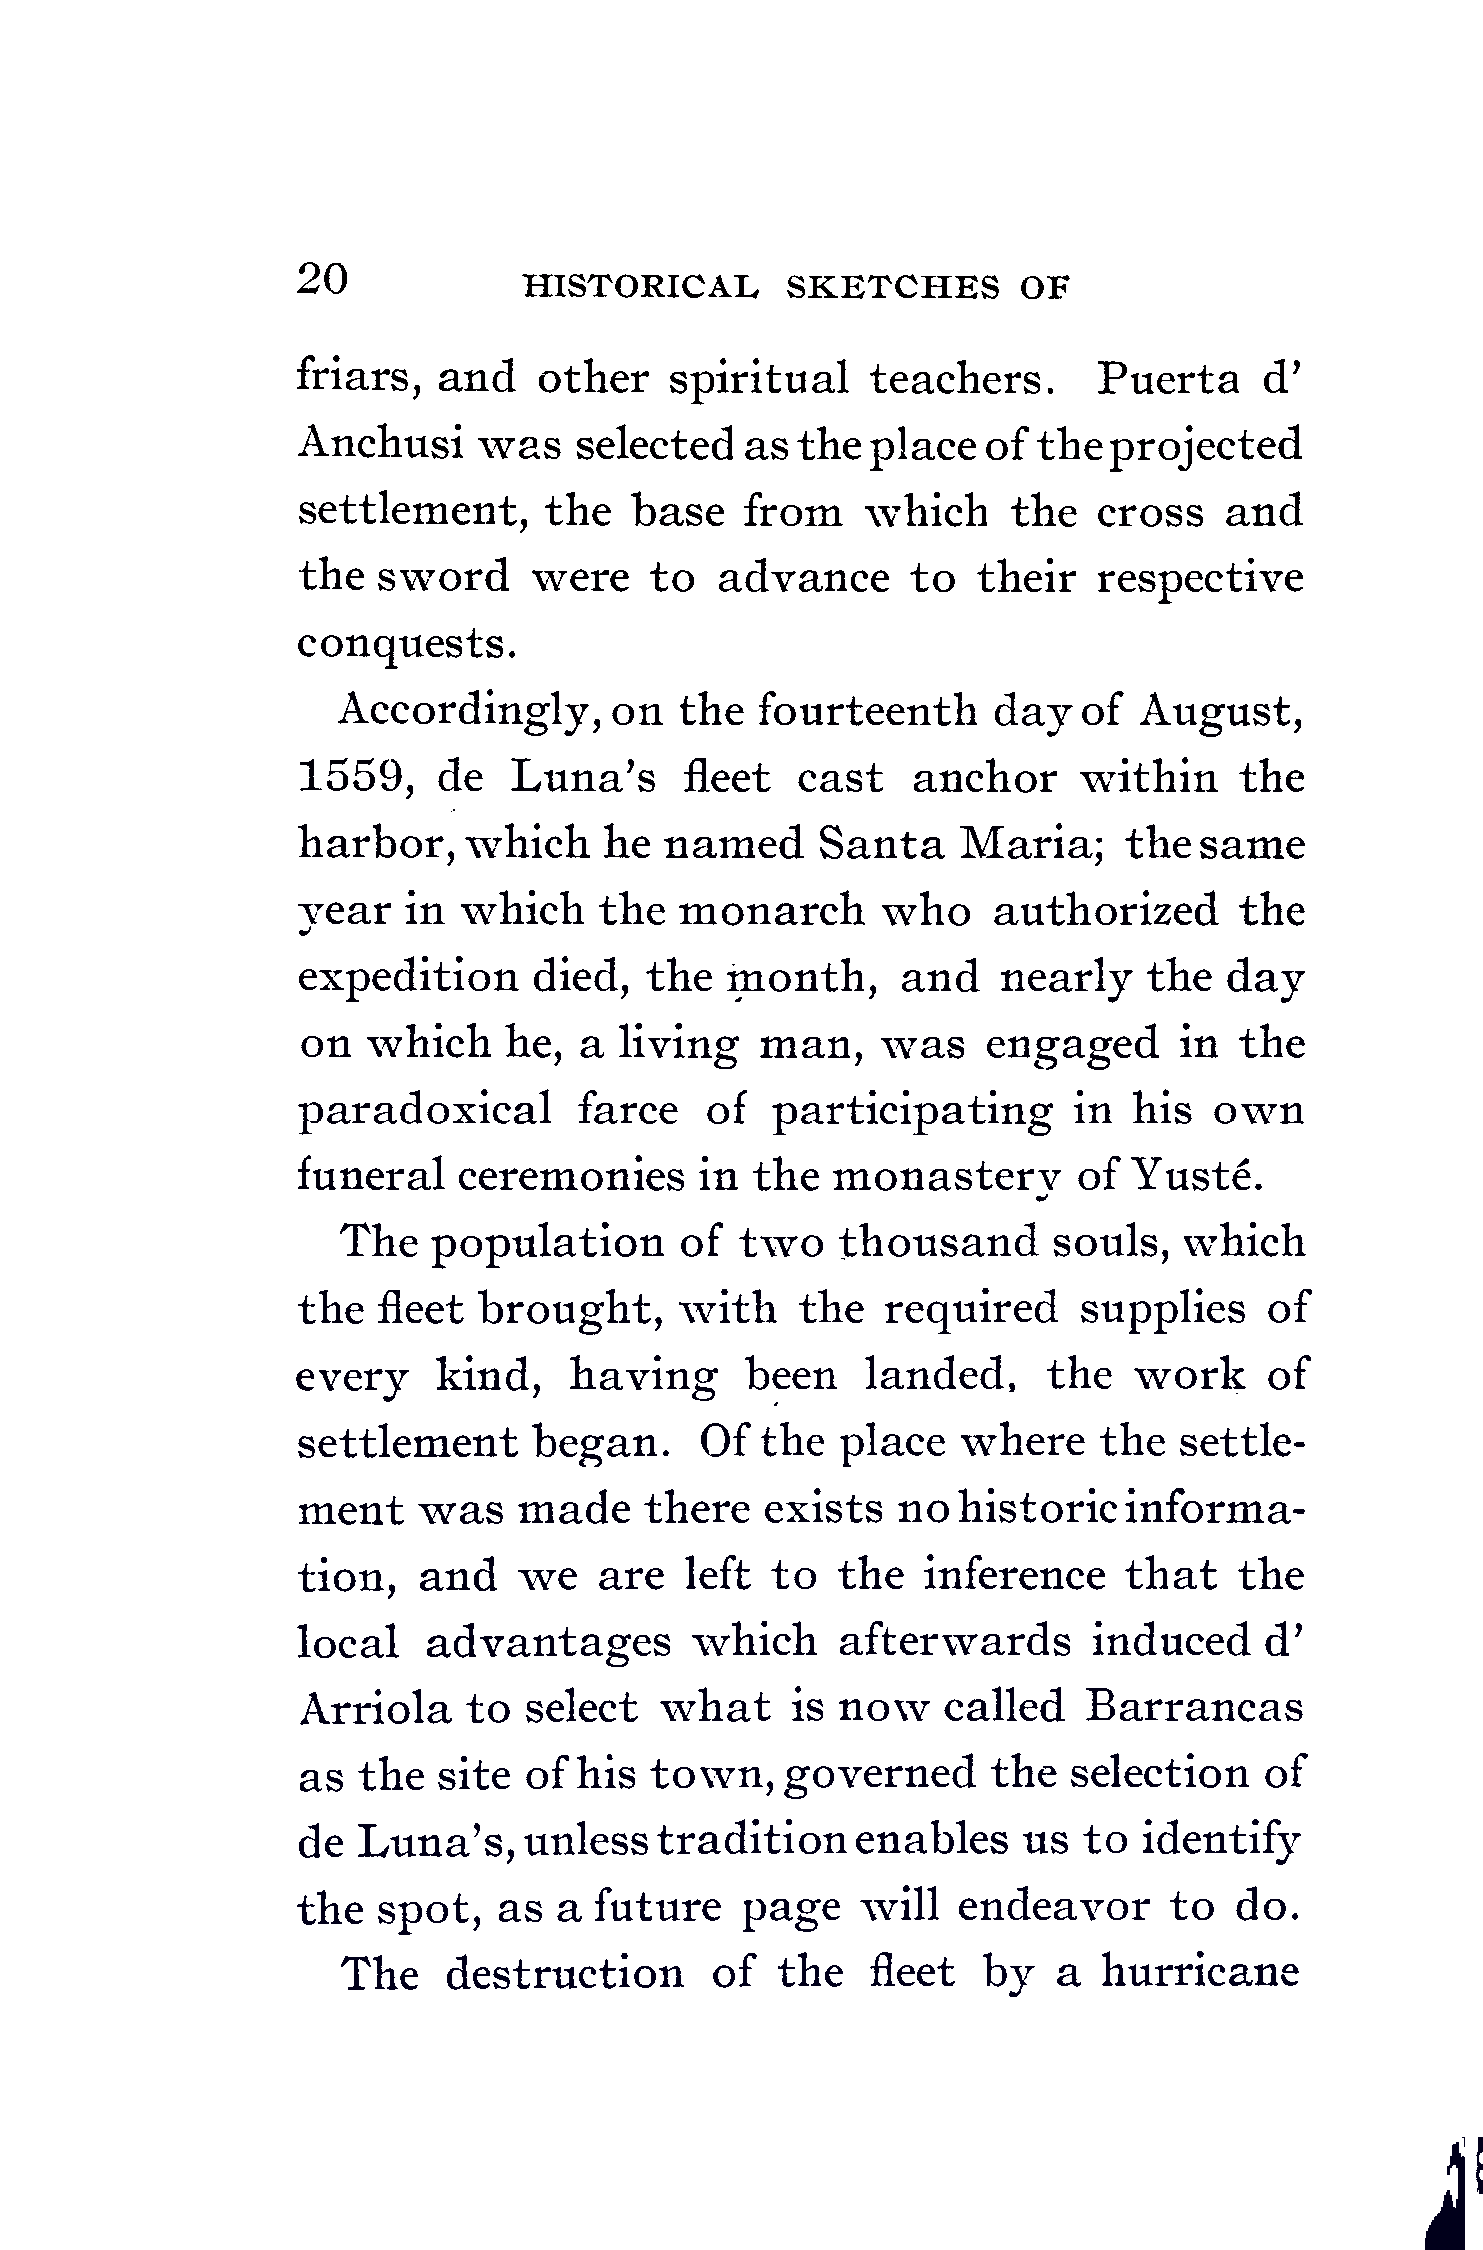 20 HISTORICAL SKETCHES OF
friars, and other spiritual teachers. Puerta d'
Anchusi was selected as the place of the projected
settlement, the base from which the cross and
the sword were to advance to their respective
conquests.
Accordingly, on the fourteenth day of August,
1559, de Luna's fleet cast anchor within the
harbor, which he named Santa Maria; the same
year in which the monarch who authorized the
expedition died, the month, and nearly the day
on which he, a living man, was engaged in the
paradoxical farce of participating in his own
funeral ceremonies in the monastery of Yusté.
The population of two thousand souls, which
the fleet brought, with the required supplies of
every kind, having been landed, the work of
settlement began. Of the place where the settle-
ment was made there exists no historic informa-
tion, and we are left to the inference that the
local advantages which afterwards induced d'
Arriola to select what is now called Barrancas
as the site of his town, governed the selection of
de Luna's, unless tradition enables us to identify
the spot, as a future page will endeavor to do.
The destruction of the fleet by a hurricane